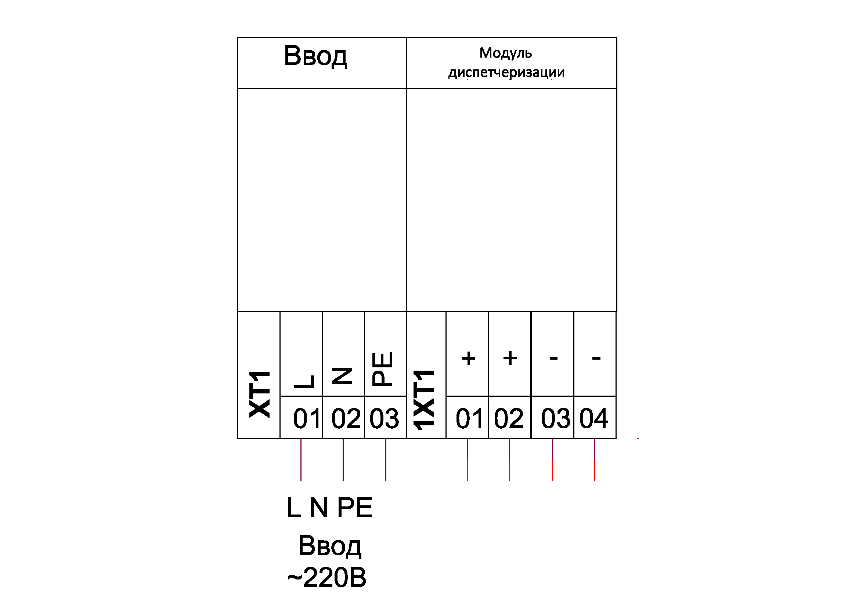 Ввод
Модуль
диспетчеризации
XT1 L N PE 1XT1 + + - -
01 02 03 01 02 03 04
L N PE
Ввод
~220В